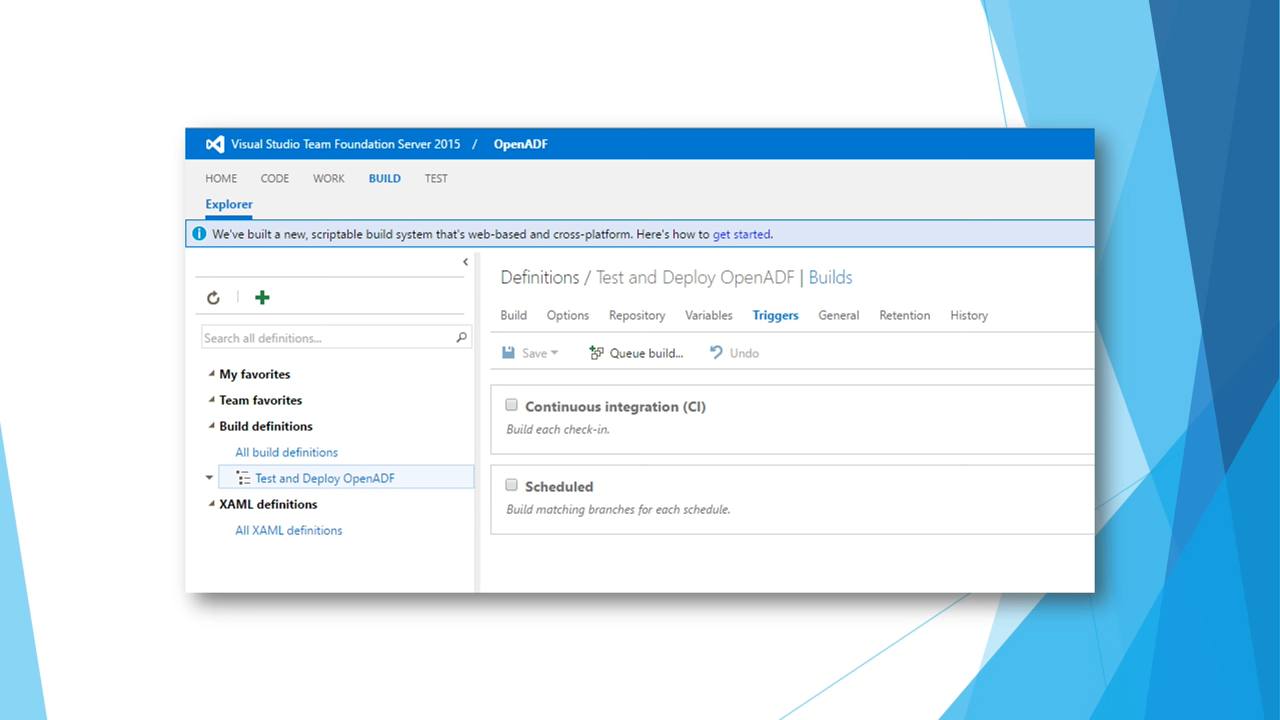 Visual Studio Team Foundation Server 2015 / OpenADF
HOME CODE WORK BUILD TEST
Explorer
We've built a new, scriptable build system that's web-based and cross-platform. Here's how to get started.
Search all definitions...
My favorites
Team favorites
Build definitions
All build definitions
Test and Deploy OpenADF
XAML definitions
All XAML definitions
Definitions / Test and Deploy OpenADF | Builds
Build Options Repository Variables Triggers General Retention History
Save Queue build... Undo
Continuous integration (CI)
Build each check-in.
Scheduled
Build matching branches for each schedule.